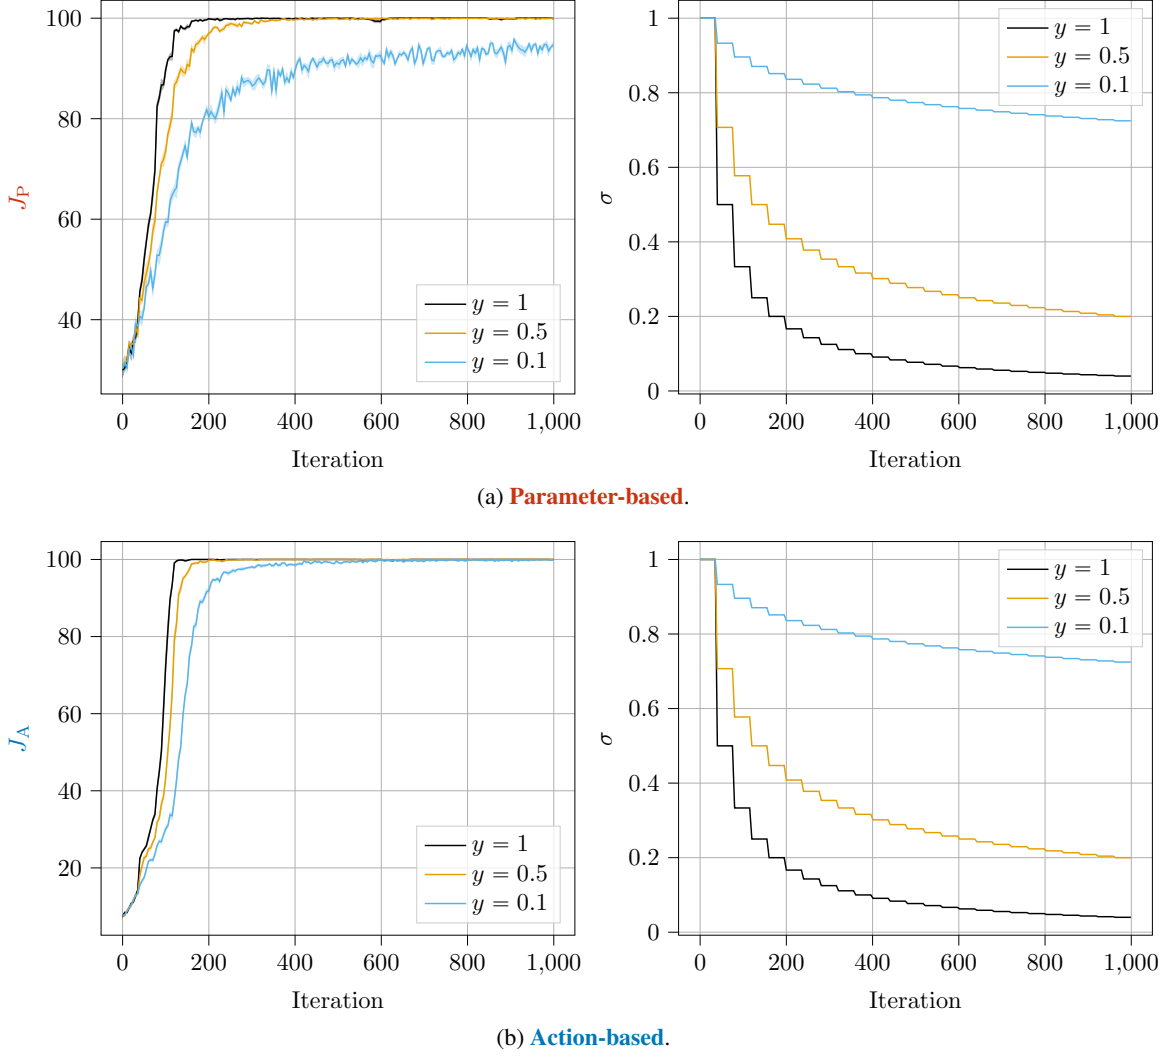 100
80
60
40
J_P
0
200
400
600
800
1,000
Iteration
y = 1
y = 0.5
y = 0.1
1
0.8
0.6
0.4
0.2
0
σ
0
200
400
600
800
1,000
Iteration
y = 1
y = 0.5
y = 0.1
(a) Parameter-based.
100
80
60
40
20
J_A
0
200
400
600
800
1,000
Iteration
y = 1
y = 0.5
y = 0.1
1
0.8
0.6
0.4
0.2
0
σ
0
200
400
600
800
1,000
Iteration
y = 1
y = 0.5
y = 0.1
(b) Action-based.